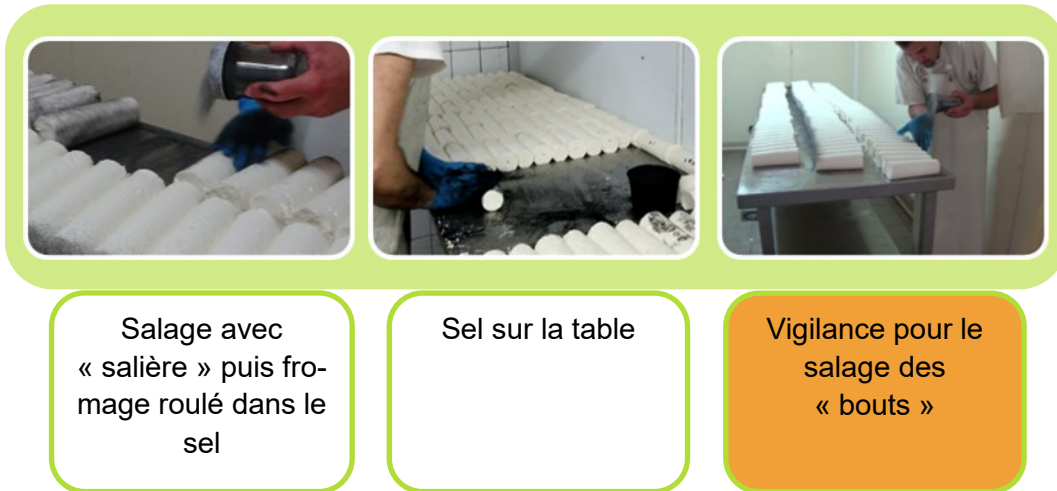 Salage avec
« salière » puis fro-
mage roulé dans le
sel
Sel sur la table
Vigilance pour le
salage des
« bouts »